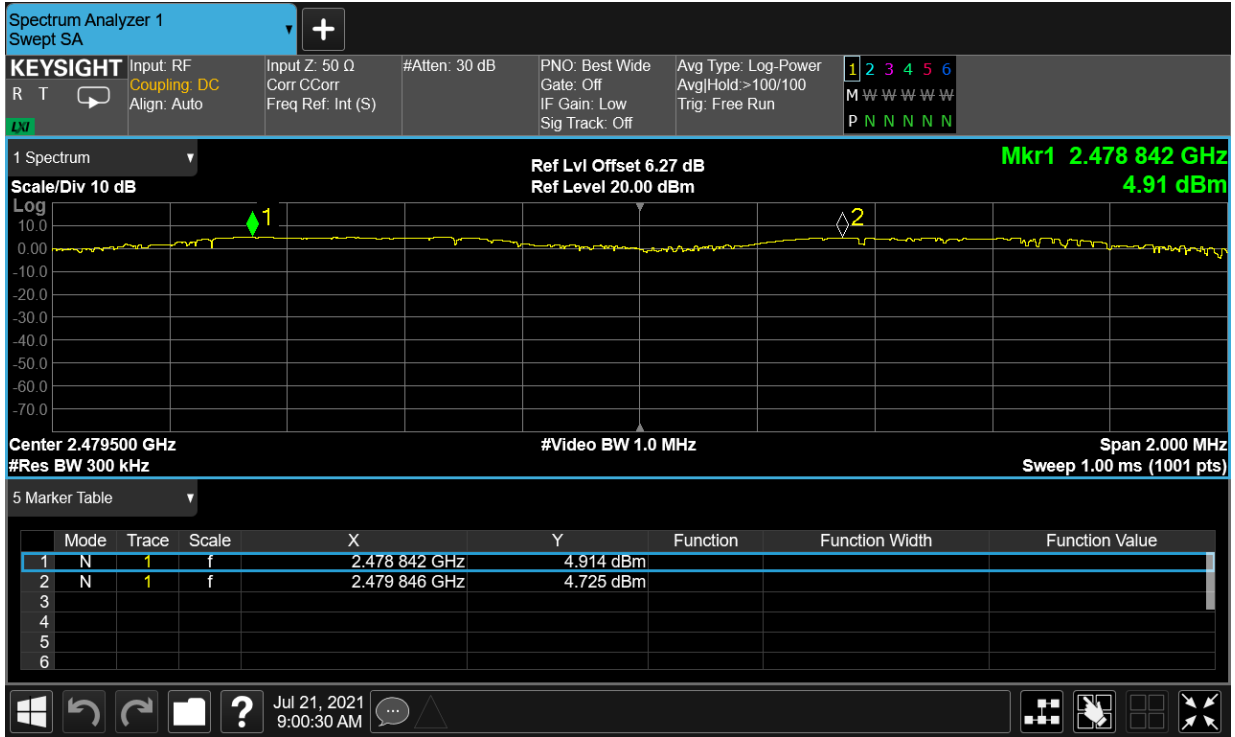 Spectrum Analyzer 1
Swept SA
KEYSIGHT
R T
LXI
Input: RF
Coupling: DC
Align: Auto
Input Z: 50 Ω
Corr CCorr
Freq Ref: Int (S)
#Atten: 30 dB
PNO: Best Wide
Gate: Off
IF Gain: Low
Sig Track: Off
Avg Type: Log-Power
Avg|Hold:>100/100
Trig: Free Run
1 2 3 4 5 6
M W W W W W
P N N N N N
1 Spectrum
Scale/Div 10 dB
Ref Lvl Offset 6.27 dB
Ref Level 20.00 dBm
Mkr1 2.478 842 GHz
4.91 dBm
Log
10.0
0.00
-10.0
-20.0
-30.0
-40.0
-50.0
-60.0
-70.0
1
2
Center 2.479500 GHz
#Res BW 300 kHz
#Video BW 1.0 MHz
Span 2.000 MHz
Sweep 1.00 ms (1001 pts)
5 Marker Table
Mode Trace Scale X Y Function Function Width Function Value
1 N 1 f 2.478 842 GHz 4.914 dBm
2 N 1 f 2.479 846 GHz 4.725 dBm
3
4
5
6
?
Jul 21, 2021
9:00:30 AM